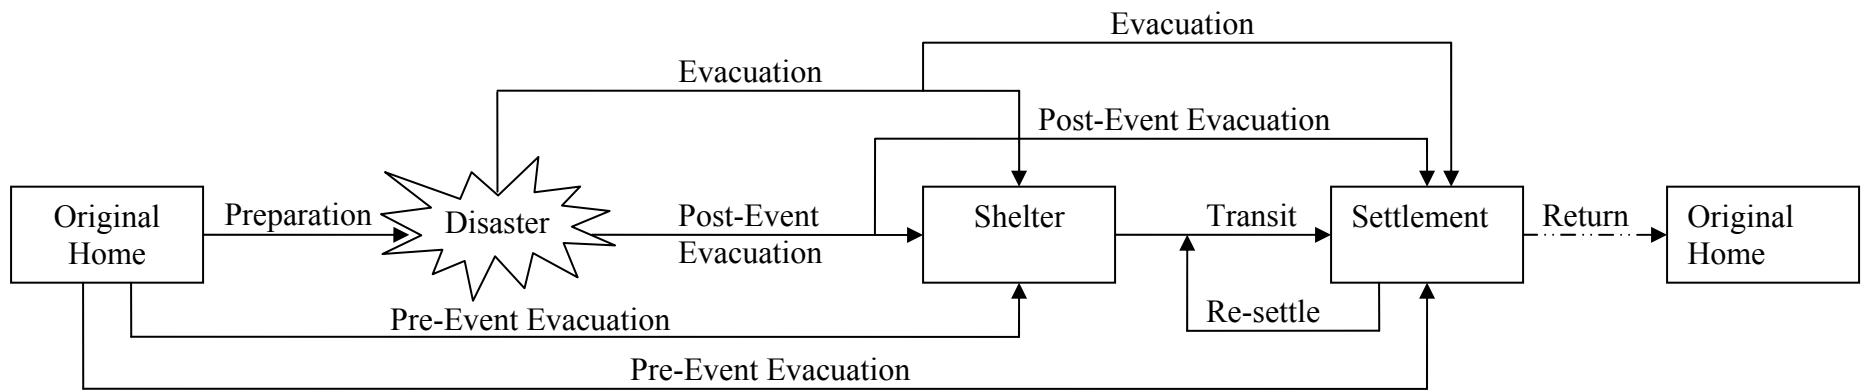 Evacuation
Evacuation
Post-Event Evacuation
Original
Home
Preparation
Disaster
Post-Event
Evacuation
Shelter
Transit
Settlement
Return
Original
Home
Re-settle
Pre-Event Evacuation
Pre-Event Evacuation